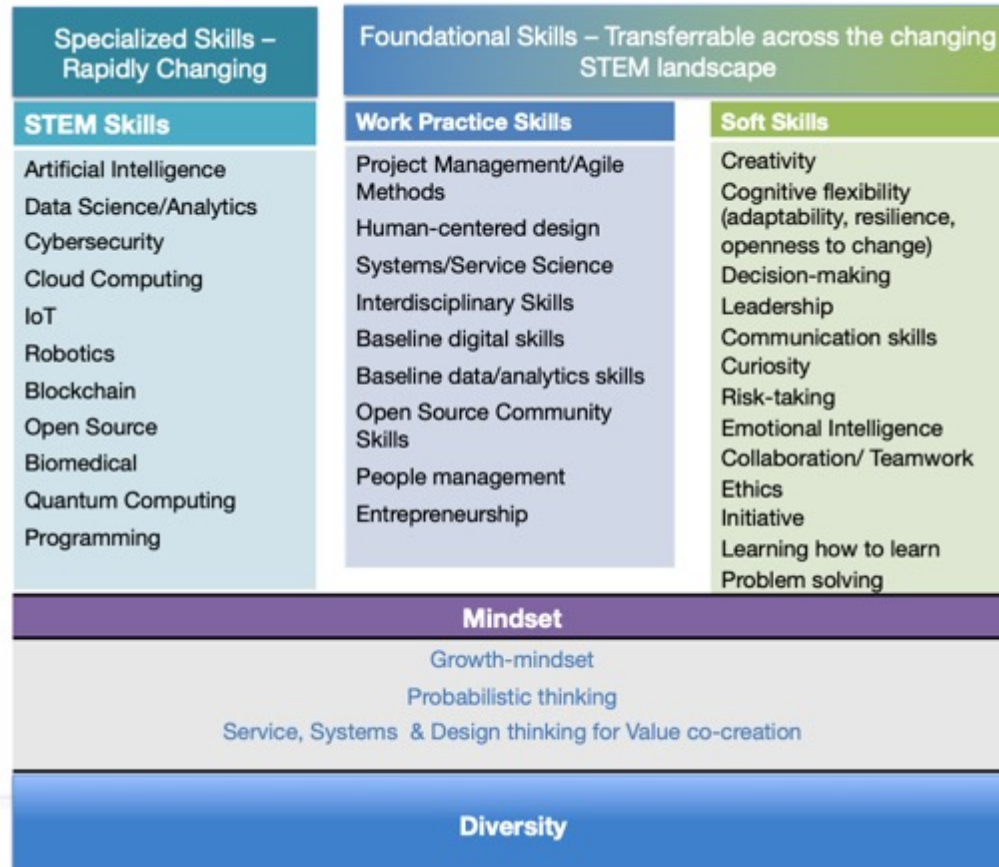 Specialized Skills –
Rapidly Changing
Foundational Skills – Transferrable across the changing
STEM landscape
STEM Skills
Artificial Intelligence
Data Science/Analytics
Cybersecurity
Cloud Computing
IoT
Robotics
Blockchain
Open Source
Biomedical
Quantum Computing
Programming
Work Practice Skills
Project Management/Agile
Methods
Human-centered design
Systems/Service Science
Interdisciplinary Skills
Baseline digital skills
Baseline data/analytics skills
Open Source Community
Skills
People management
Entrepreneurship
Soft Skills
Creativity
Cognitive flexibility
(adaptability, resilience,
openness to change)
Decision-making
Leadership
Communication skills
Curiosity
Risk-taking
Emotional Intelligence
Collaboration/ Teamwork
Ethics
Initiative
Learning how to learn
Problem solving
Mindset
Growth-mindset
Probabilistic thinking
Service, Systems & Design thinking for Value co-creation
Diversity